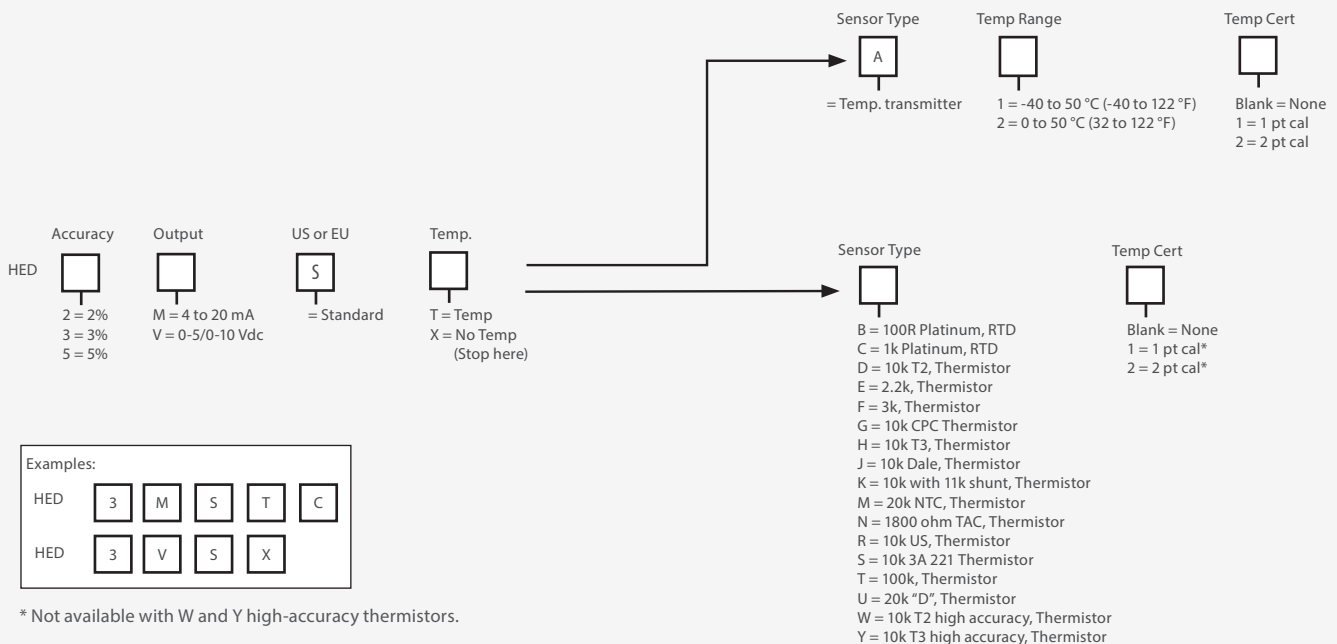 Sensor Type
Temp Range
Temp Cert
A
= Temp. transmitter
1 = -40 to 50 °C (-40 to 122 °F)
2 = 0 to 50 °C (32 to 122 °F)
Blank = None
1 = 1 pt cal
2 = 2 pt cal
Accuracy
Output
US or EU
Temp.
HED
S
2 = 2%
3 = 3%
5 = 5%
M = 4 to 20 mA
V = 0-5/0-10 Vdc
= Standard
T = Temp
X = No Temp
(Stop here)
Sensor Type
Temp Cert
B = 100R Platinum, RTD
C = 1k Platinum, RTD
D = 10k T2, Thermistor
E = 2.2k, Thermistor
F = 3k, Thermistor
G = 10k CPC Thermistor
H = 10k T3, Thermistor
J = 10k Dale, Thermistor
K = 10k with 11k shunt, Thermistor
M = 20k NTC, Thermistor
N = 1800 ohm TAC, Thermistor
R = 10k US, Thermistor
S = 10k 3A 221 Thermistor
T = 100k, Thermistor
U = 20k “D”, Thermistor
W = 10k T2 high accuracy, Thermistor
Y = 10k T3 high accuracy, Thermistor
Blank = None
1 = 1 pt cal*
2 = 2 pt cal*
Examples:
HED 3 M S T C
HED 3 V S X
* Not available with W and Y high-accuracy thermistors.